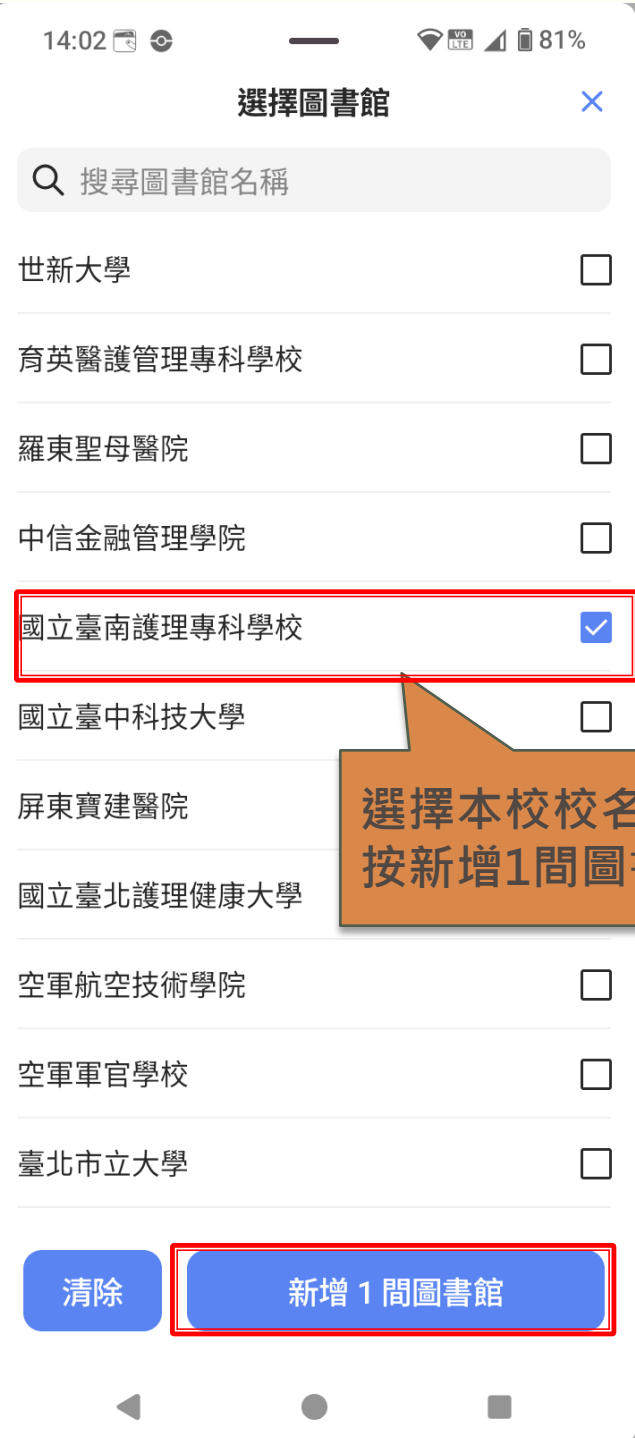 14:02 VO LTE 81%
選擇圖書館
搜尋圖書館名稱
世新大學
育英醫護管理專科學校
羅東聖母醫院
中信金融管理學院
國立臺南護理專科學校
國立臺中科技大學
屏東寶建醫院
選擇本校校名
按新增1間圖
國立臺北護理健康大學
空軍航空技術學院
空軍軍官學校
臺北市立大學
清除
新增 1 間圖書館